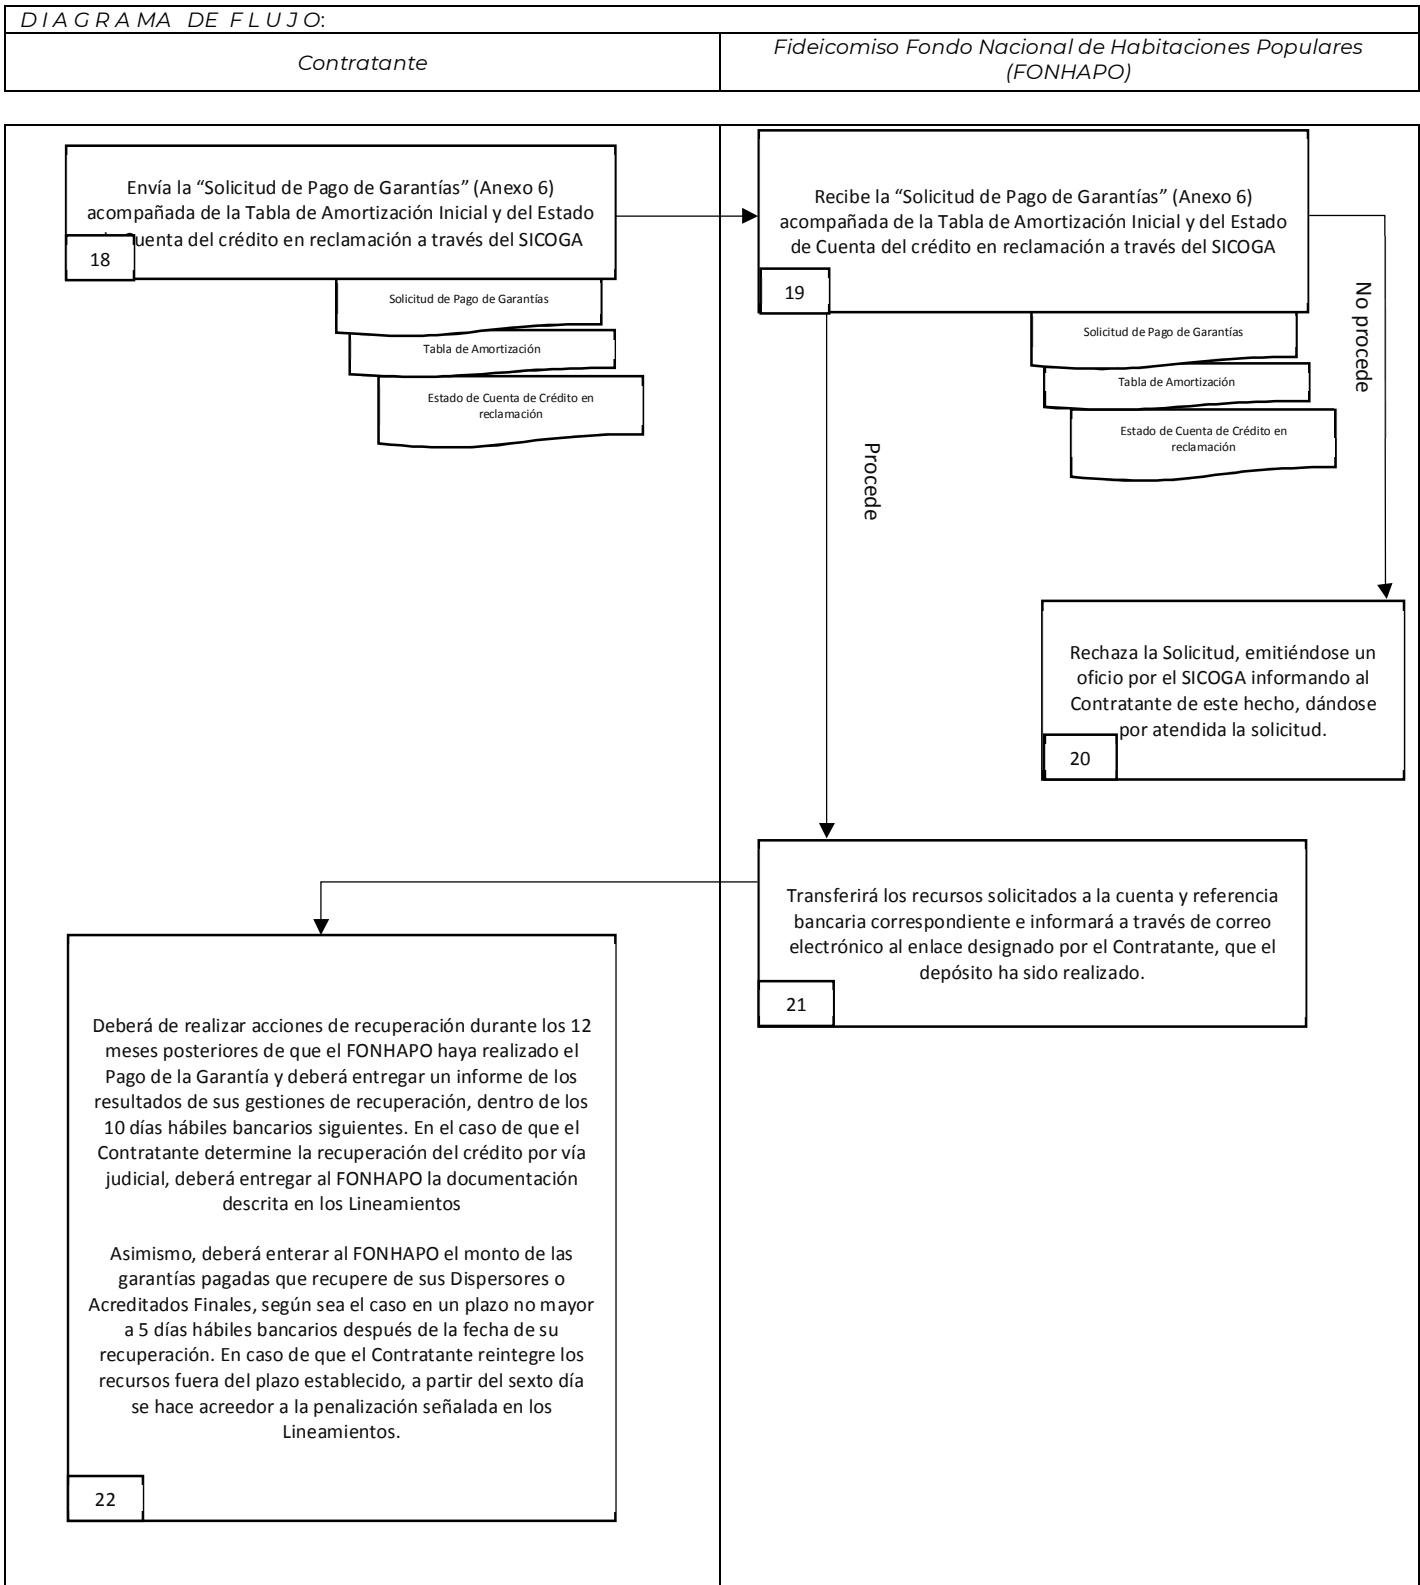 D I A G R A MA DE F L U J O:
Contratante
Fideicomiso Fondo Nacional de Habitaciones Populares
(FONHAPO)
Envía la “Solicitud de Pago de Garantías” (Anexo 6)
acompañada de la Tabla de Amortización Inicial y del Estado
Cuenta del crédito en reclamación a través del SICOGA
18
Solicitud de Pago de Garantías
Tabla de Amortización
Estado de Cuenta de Crédito en
reclamación
Recibe la “Solicitud de Pago de Garantías” (Anexo 6)
acompañada de la Tabla de Amortización Inicial y del Estado
de Cuenta del crédito en reclamación a través del SICOGA
19
Solicitud de Pago de Garantías
Tabla de Amortización
Estado de Cuenta de Crédito en
reclamación
No procede
Procede
Rechaza la Solicitud, emitiéndose un
oficio por el SICOGA informando al
Contratante de este hecho, dándose
por atendida la solicitud.
20
Transferirá los recursos solicitados a la cuenta y referencia
bancaria correspondiente e informará a través de correo
electrónico al enlace designado por el Contratante, que el
depósito ha sido realizado.
21
Deberá de realizar acciones de recuperación durante los 12
meses posteriores de que el FONHAPO haya realizado el
Pago de la Garantía y deberá entregar un informe de los
resultados de sus gestiones de recuperación, dentro de los
10 días hábiles bancarios siguientes. En el caso de que el
Contratante determine la recuperación del crédito por vía
judicial, deberá entregar al FONHAPO la documentación
descrita en los Lineamientos
Asimismo, deberá enterar al FONHAPO el monto de las
garantías pagadas que recupere de sus Dispersores o
Acreditados Finales, según sea el caso en un plazo no mayor
a 5 días hábiles bancarios después de la fecha de su
recuperación. En caso de que el Contratante reintegre los
recursos fuera del plazo establecido, a partir del sexto día
se hace acreedor a la penalización señalada en los
Lineamientos.
22